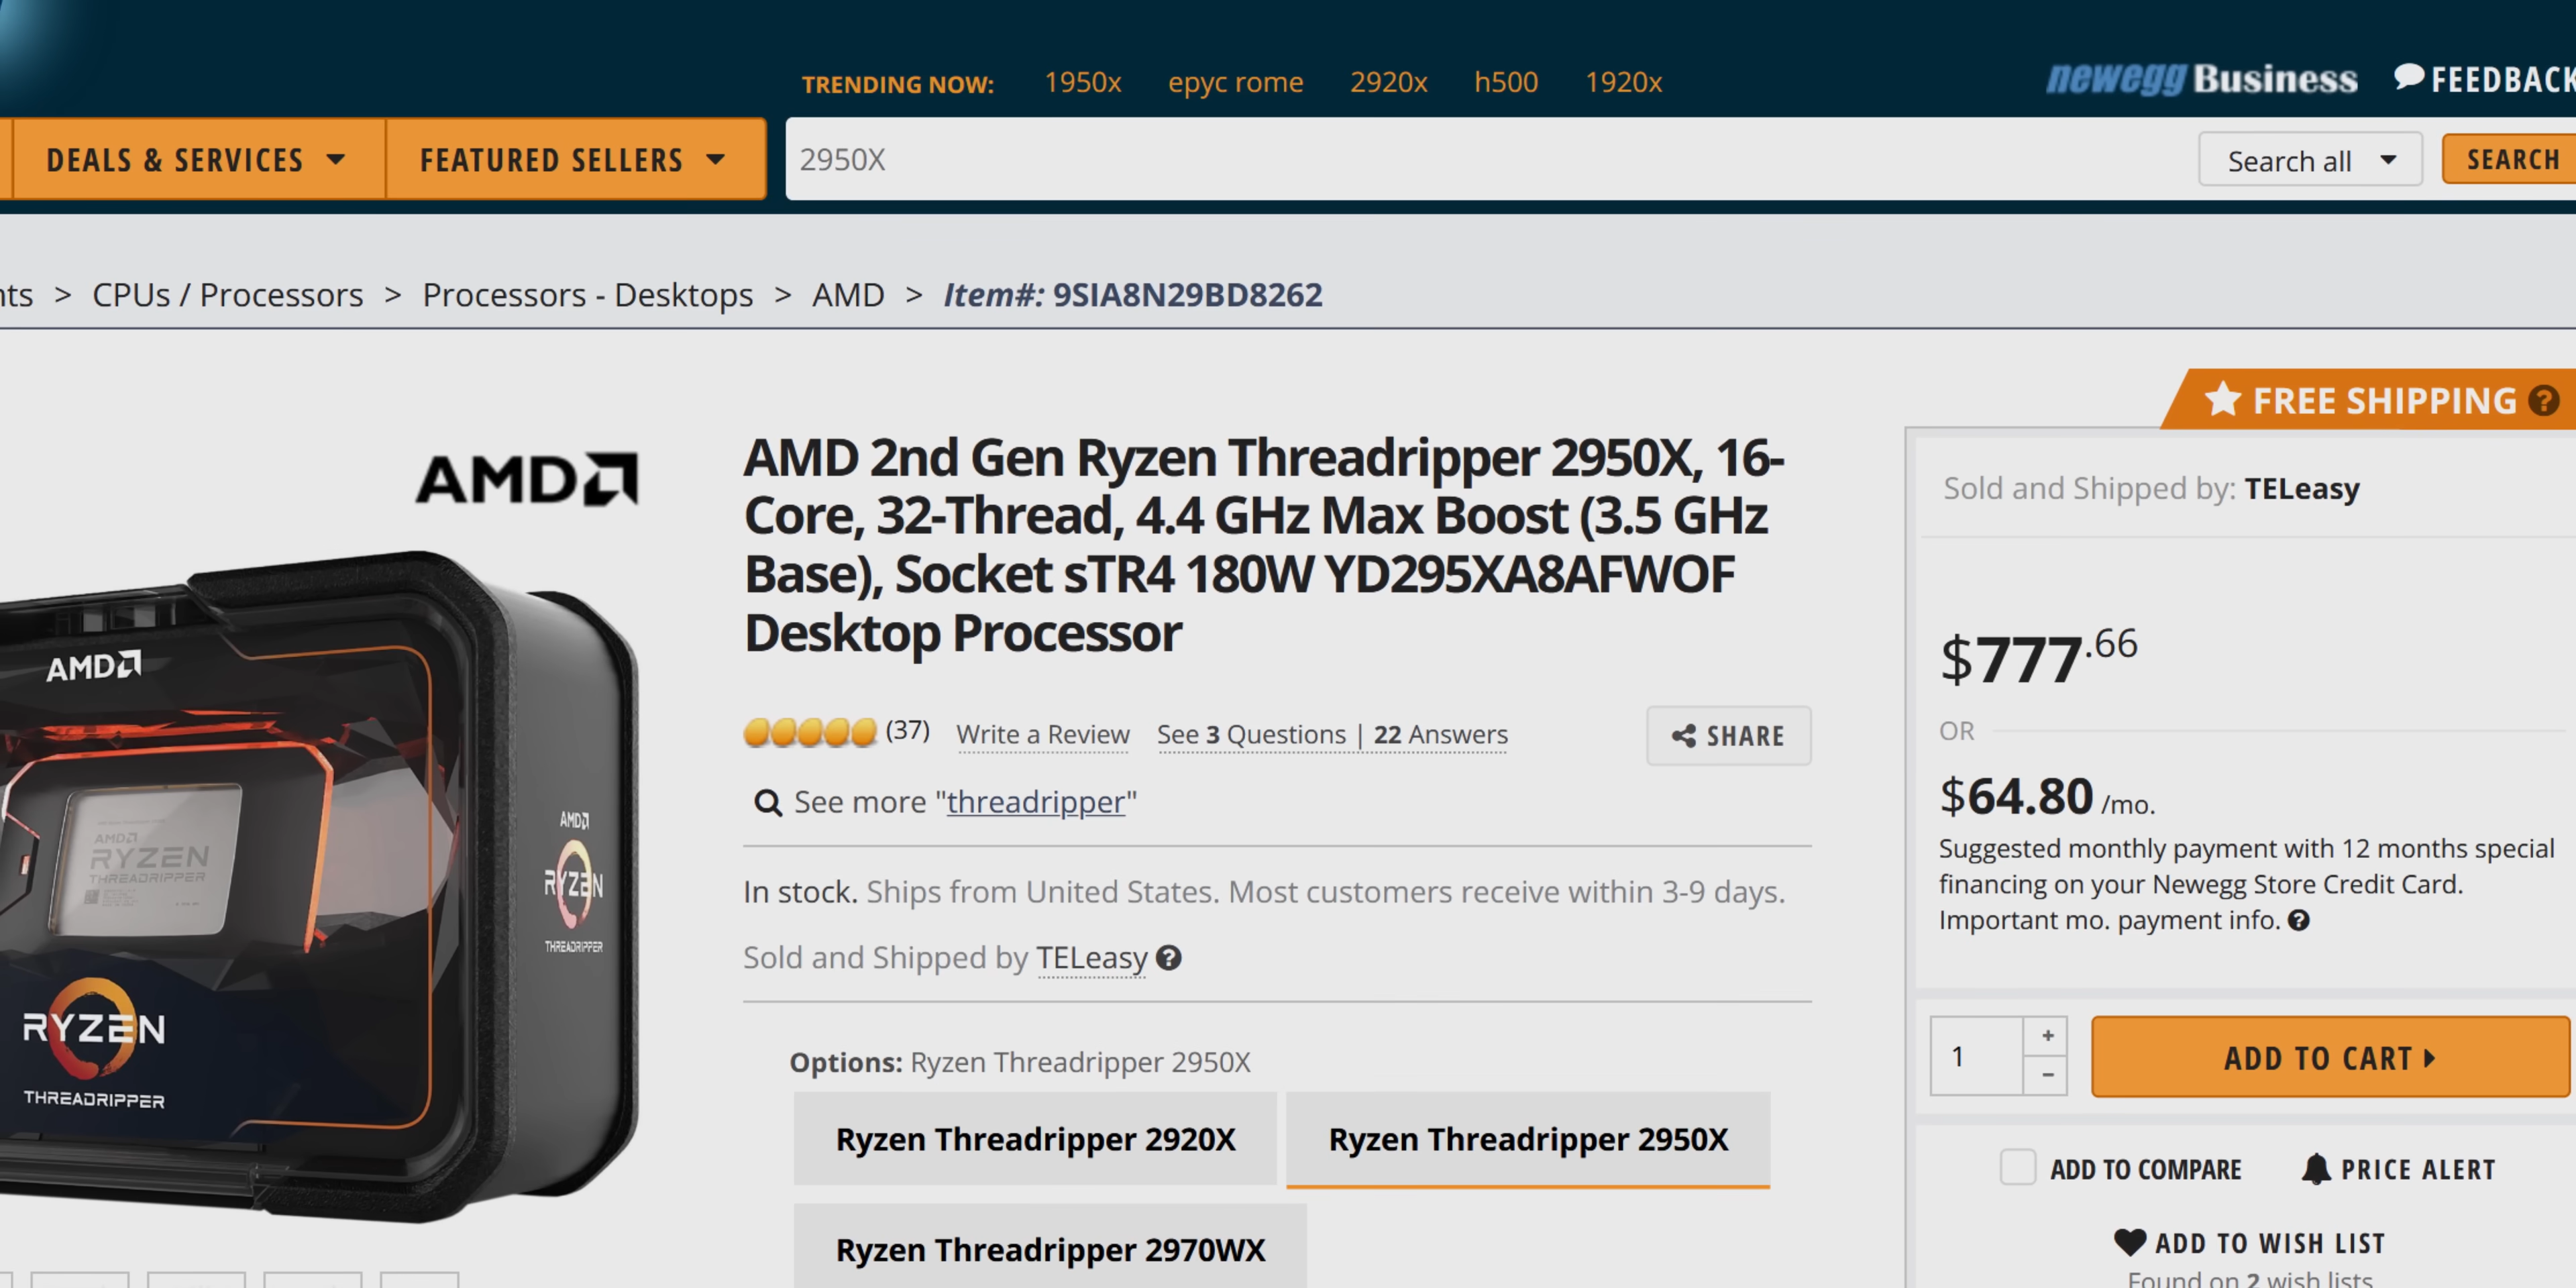 TRENDING NOW: 1950x epyc rome 2920x h500 1920x
newegg Business FEEDBACK
DEALS & SERVICES FEATURED SELLERS 2950X Search all SEARCH
nts > CPUs / Processors > Processors - Desktops > AMD > Item#: 9SIA8N29BD8262
FREE SHIPPING ?
AMD
AMD 2nd Gen Ryzen Threadripper 2950X, 16-
Core, 32-Thread, 4.4 GHz Max Boost (3.5 GHz
Base), Socket sTR4 180W YD295XA8AFWOF
Desktop Processor
(37) Write a Review See 3 Questions | 22 Answers SHARE
See more "threadripper"
In stock. Ships from United States. Most customers receive within 3-9 days.
Sold and Shipped by TELeasy ?
Options: Ryzen Threadripper 2950X
Ryzen Threadripper 2920X Ryzen Threadripper 2950X
Ryzen Threadripper 2970WX
AMD
AMD
RYZEN
THREADRIPPER
RYZEN
THREADRIPPER
AMD
RYZEN
THREADRIPPER
Sold and Shipped by: TELeasy
$777.66
OR
$64.80 /mo.
Suggested monthly payment with 12 months special
financing on your Newegg Store Credit Card.
Important mo. payment info. ?
1 + -
ADD TO CART
ADD TO COMPARE PRICE ALERT
ADD TO WISH LIST
Found on 2 wish lists